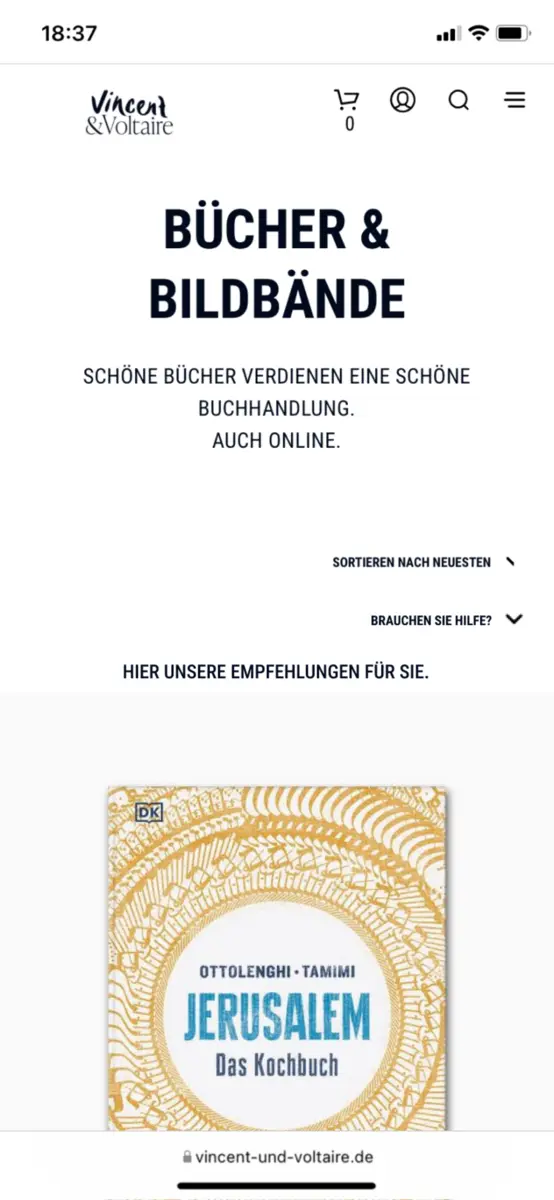 18:37
Vincent
&Voltaire
0
BÜCHER &
BILDBÄNDE
SCHÖNE BÜCHER VERDIENEN EINE SCHÖNE
BUCHHANDLUNG.
AUCH ONLINE.
SORTIEREN NACH NEUESTEN
BRAUCHEN SIE HILFE?
HIER UNSERE EMPFEHLUNGEN FÜR SIE.
DK
OTTOLENGHI • TAMIMI
JERUSALEM
Das Kochbuch
vincent-und-voltaire.de